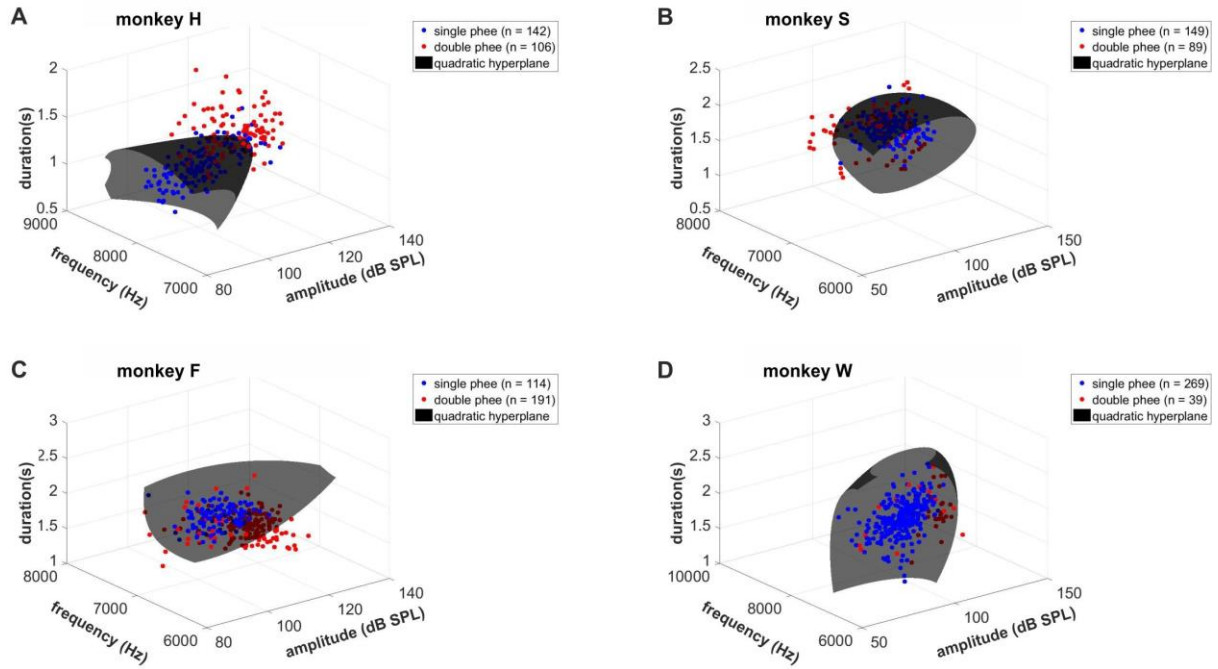 A
monkey H
single phee (n = 142)
double phee (n = 106)
quadratic hyperplane
2
1.5
1
0.5
duration(s)
9000
8000
7000
frequency (Hz)
80
100
120
140
amplitude (dB SPL)
B
monkey S
single phee (n = 149)
double phee (n = 89)
quadratic hyperplane
2.5
2
1.5
1
0.5
duration(s)
8000
7000
6000
frequency (Hz)
50
100
150
amplitude (dB SPL)
C
monkey F
single phee (n = 114)
double phee (n = 191)
quadratic hyperplane
3
2.5
2
1.5
1
duration(s)
8000
7000
6000
frequency (Hz)
80
100
120
140
amplitude (dB SPL)
D
monkey W
single phee (n = 269)
double phee (n = 39)
quadratic hyperplane
3
2.5
2
1.5
1
duration(s)
10000
8000
6000
frequency (Hz)
50
100
150
amplitude (dB SPL)